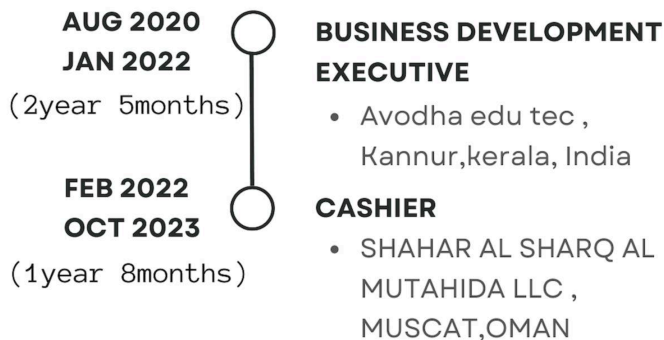 AUG 2020
JAN 2022
(2year 5months)
BUSINESS DEVELOPMENT
EXECUTIVE
• Avodha edu tec ,
Kannur,kerala, India
FEB 2022
OCT 2023
(1year 8months)
CASHIER
• SHAHAR AL SHARQ AL
MUTAHIDA LLC ,
MUSCAT,OMAN